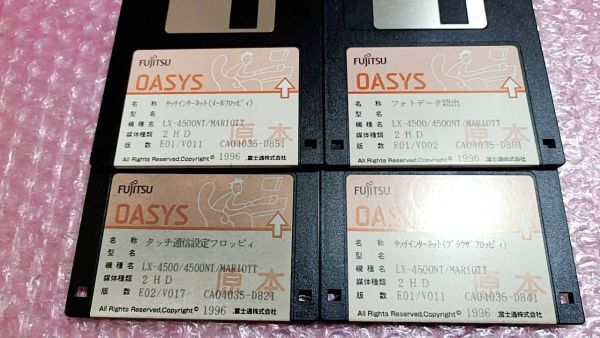 FUJITSU
OASYS
名 称 タッチインターネット(メールフロッピィ)
型 名
機 種 名 LX-4500NT/MARIOTT
媒体種類 2HD
版 数 E01/V011 CA04035-D851
原本
All Rights Reserved,Copyright © 1996 ,富士通株式会社
FUJITSU
OASYS
名 称 フォトデータ読出
型 名
機 種 名 LX-4500/4500NT/MARIOTT
媒体種類 2HD
版 数 E01/V002 CA04035-D861
原本
All Rights Reserved,Copyright © 1996 ,富士通株式会社
FUJITSU
OASYS
名 称 タッチ通信設定フロッピィ
型 名
機 種 名 LX-4500/4500NT/MARIOTT
媒体種類 2HD
版 数 E02/V017 CA04035-D821
原本
All Rights Reserved,Copyright © 1996 ,富士通株式会社
FUJITSU
OASYS
名 称 タッチインターネット(ブラウザフロッピィ)
型 名
機 種 名 LX-4500NT/MARIOTT
媒体種類 2HD
版 数 E01/V011 CA04035-D841
原本
All Rights Reserved,Copyright © 1996 ,富士通株式会社